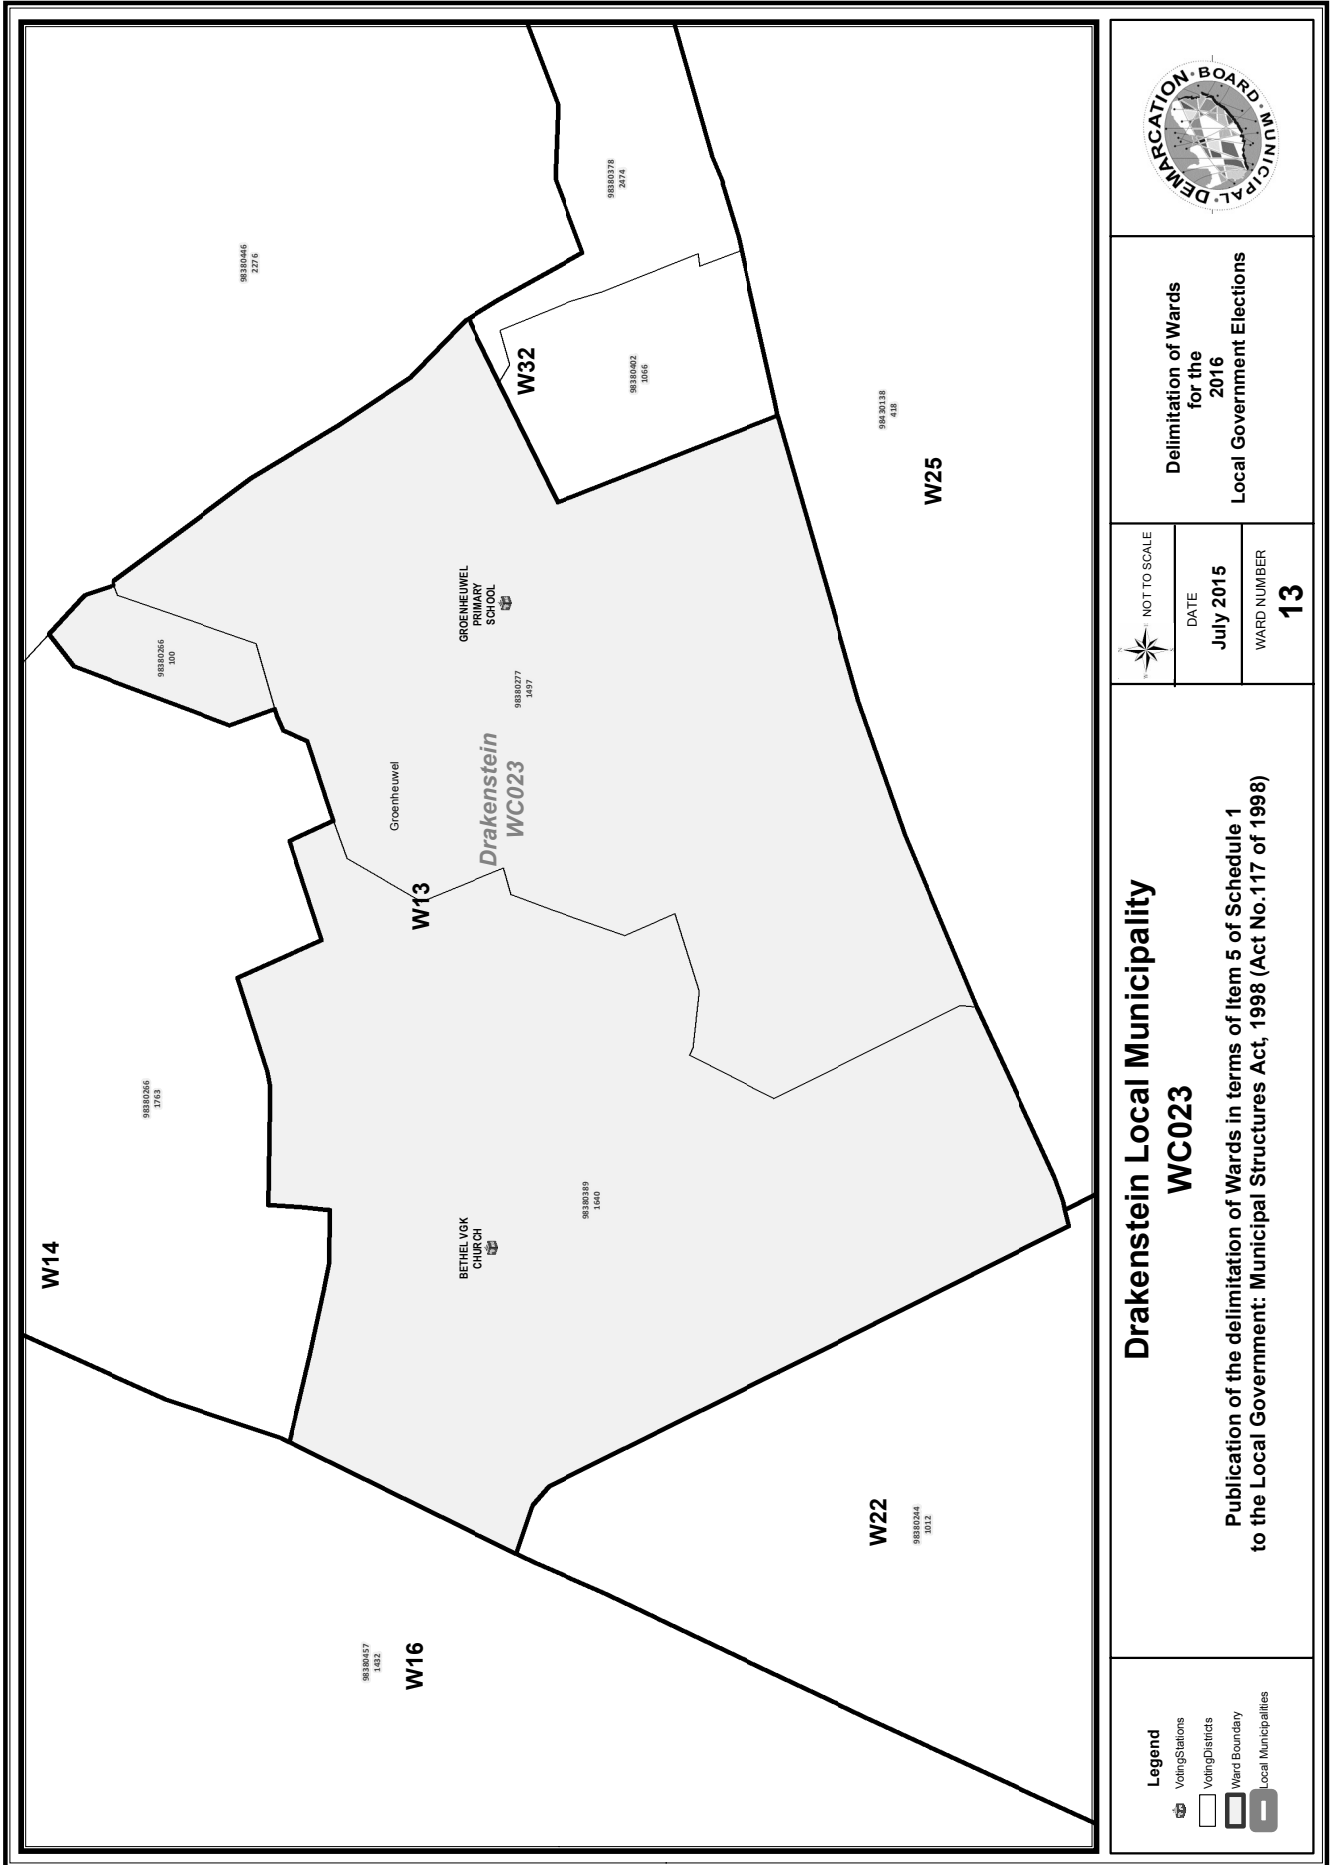 98380446
2276
98380378
2474
W32
98380402
1066
98430138
418
W25
98380266
100
GROENHEUWEL
PRIMARY
SCHOOL
98380277
1497
Groenheuwel
Drakenstein
WC023
W13
98380266
1763
W14
BETHEL VGK
CHURCH
98380389
1640
W22
98380244
1012
98380457
1432
W16
Legend
VotingStations
VotingDistricts
Ward Boundary
Local Municipalities
Drakenstein Local Municipality
WC023
Publication of the delimitation of Wards in terms of Item 5 of Schedule 1
to the Local Government: Municipal Structures Act, 1998 (Act No.117 of 1998)
N
W
E
S
NOT TO SCALE
DATE
July 2015
WARD NUMBER
13
Delimitation of Wards
for the
2016
Local Government Elections
MUNICIPAL · DEMARCATION · BOARD ·